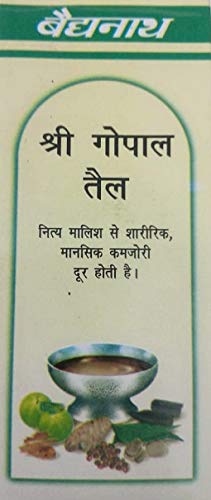 बैद्यनाथ
श्री गोपाल
तैल
नित्य मालिश से शारीरिक,
मानसिक कमजोरी
दूर होती है।